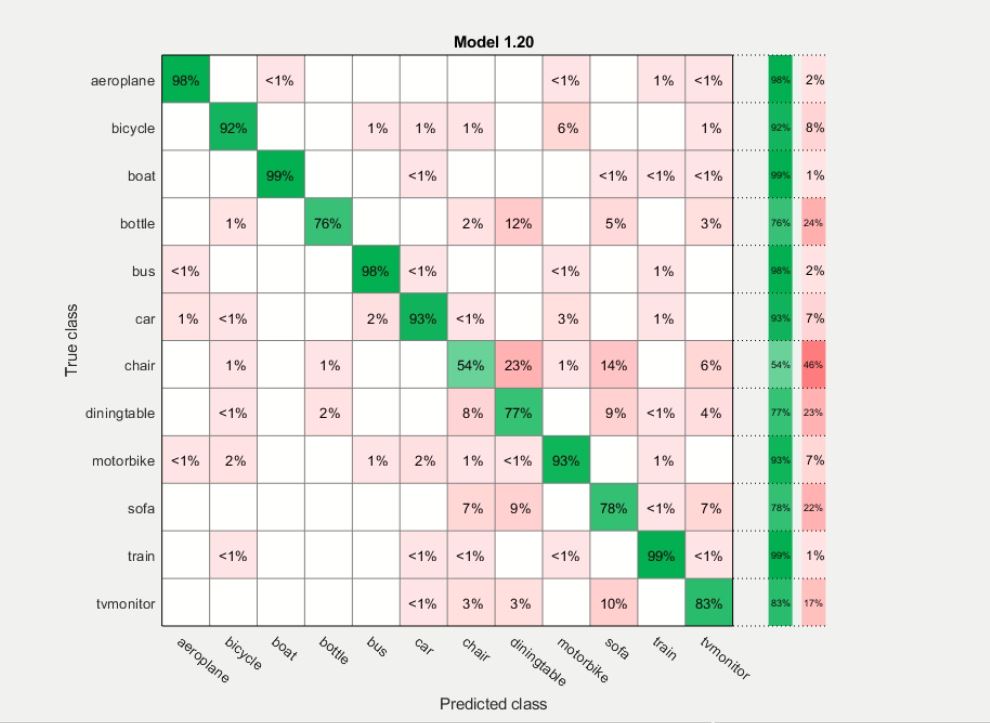 Model 1.20
aeroplane 98% <1% <1% 1% <1% 98% 2%
bicycle 92% 1% 1% 1% 6% 1% 92% 8%
boat 99% <1% <1% <1% <1% 99% 1%
bottle 1% 76% 2% 12% 5% 3% 76% 24%
bus <1% 98% <1% <1% 1% 98% 2%
car 1% <1% 2% 93% <1% 3% 1% 93% 7%
chair 1% 1% 54% 23% 1% 14% 6% 54% 46%
diningtable <1% 2% 8% 77% 9% <1% 4% 77% 23%
motorbike <1% 2% 1% 2% 1% <1% 93% 1% 93% 7%
sofa 7% 9% 78% <1% 7% 78% 22%
train <1% <1% <1% <1% 99% <1% 99% 1%
tvmonitor <1% 3% 3% 10% 83% 83% 17%
True class
aeroplane bicycle boat bottle bus car chair diningtable motorbike sofa train tvmonitor
Predicted class